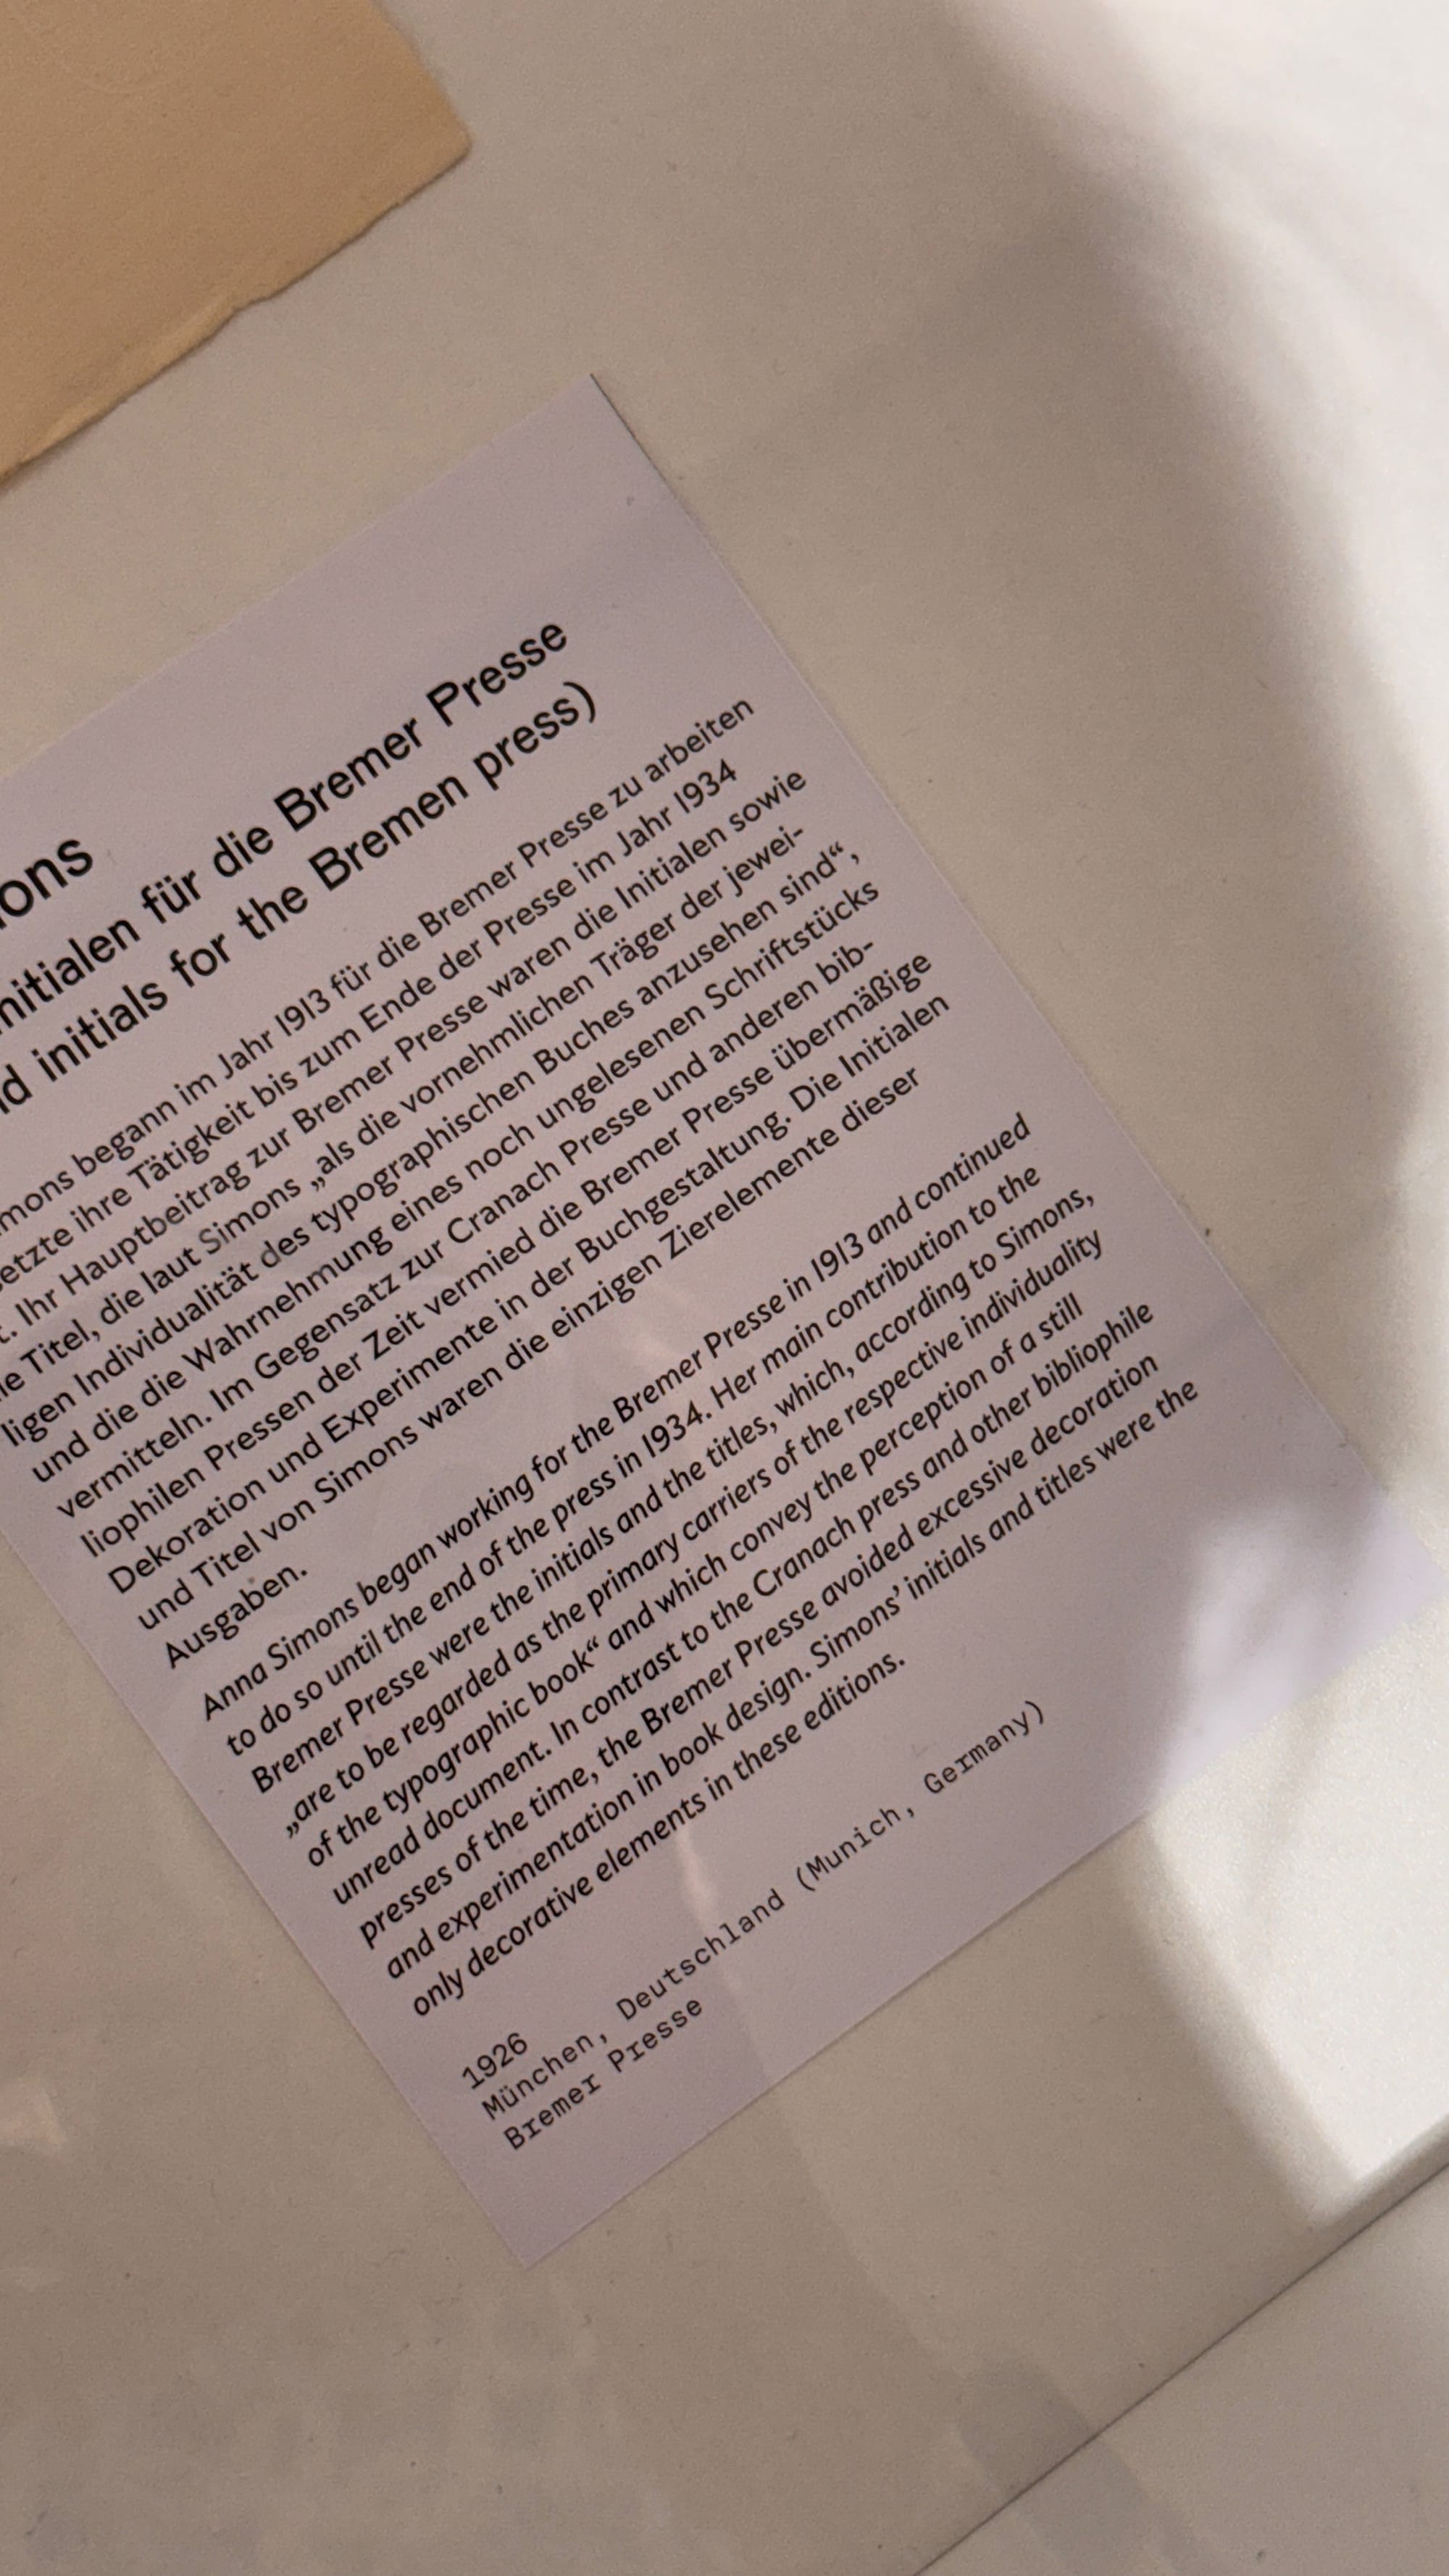 für die Bremer Presse
initials for the Bremen press)
begann im Jahr 1913 für die Bremer Presse zu arbeiten
ihre Tätigkeit bis zum Ende der Presse im Jahr 1934
Ihr Hauptbeitrag zur Bremer Presse waren die Initialen sowie
Titel, die laut Simons „als die vornehmlichen Träger der jewei-
ligen Individualität des typographischen Buches anzusehen sind“,
und die die Wahrnehmung eines noch ungelesenen Schriftstücks
vermitteln. Im Gegensatz zur Cranach Presse und anderen bib-
liophilen Pressen der Zeit vermied die Bremer Presse übermäßige
Dekoration und Experimente in der Buchgestaltung. Die Initialen
und Titel von Simons waren die einzigen Zierelemente dieser
Ausgaben.
Anna Simons began working for the Bremer Presse in 1913 and continued
to do so until the end of the press in 1934. Her main contribution to the
Bremer Presse were the initials and the titles, which, according to Simons,
„are to be regarded as the primary carriers of the respective individuality
of the typographic book“ and which convey the perception of a still
unread document. In contrast to the Cranach press and other bibliophile
presses of the time, the Bremer Presse avoided excessive decoration
and experimentation in book design. Simons’ initials and titles were the
only decorative elements in these editions.
1926
München, Deutschland (Munich, Germany)
Bremer Presse